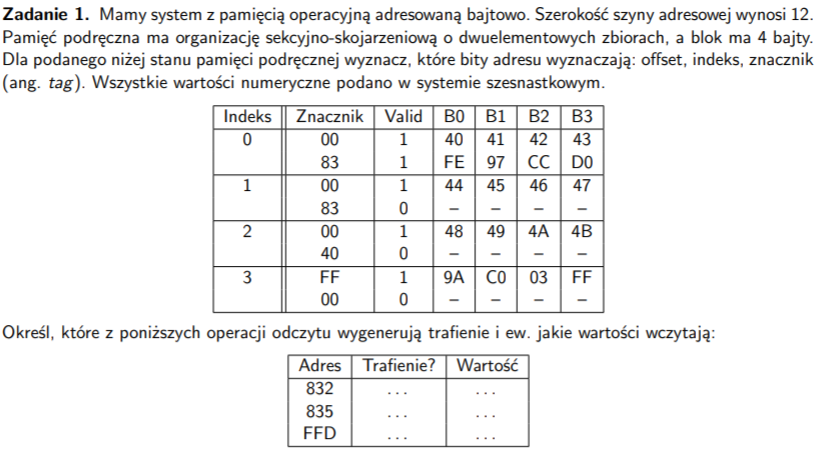 Zadanie 1. Mamy system z pamięcią operacyjną adresowaną bajtowo. Szerokość szyny adresowej wynosi 12.
Pamięć podręczna ma organizację sekcyjno-skojarzeniową o dwuelementowych zbiorach, a blok ma 4 bajty.
Dla podanego niżej stanu pamięci podręcznej wyznacz, które bity adresu wyznaczają: offset, indeks, znacznik
(ang. tag). Wszystkie wartości numeryczne podano w systemie szesnastkowym.
Indeks Znacznik Valid B0 B1 B2 B3
0 00 1 40 41 42 43
83 1 FE 97 CC D0
1 00 1 44 45 46 47
83 0 – – – –
2 00 1 48 49 4A 4B
40 0 – – – –
3 FF 1 9A C0 03 FF
00 0 – – – –
Określ, które z poniższych operacji odczytu wygenerują trafienie i ew. jakie wartości wczytają:
Adres Trafienie? Wartość
832 ... ...
835 ... ...
FFD ... ...